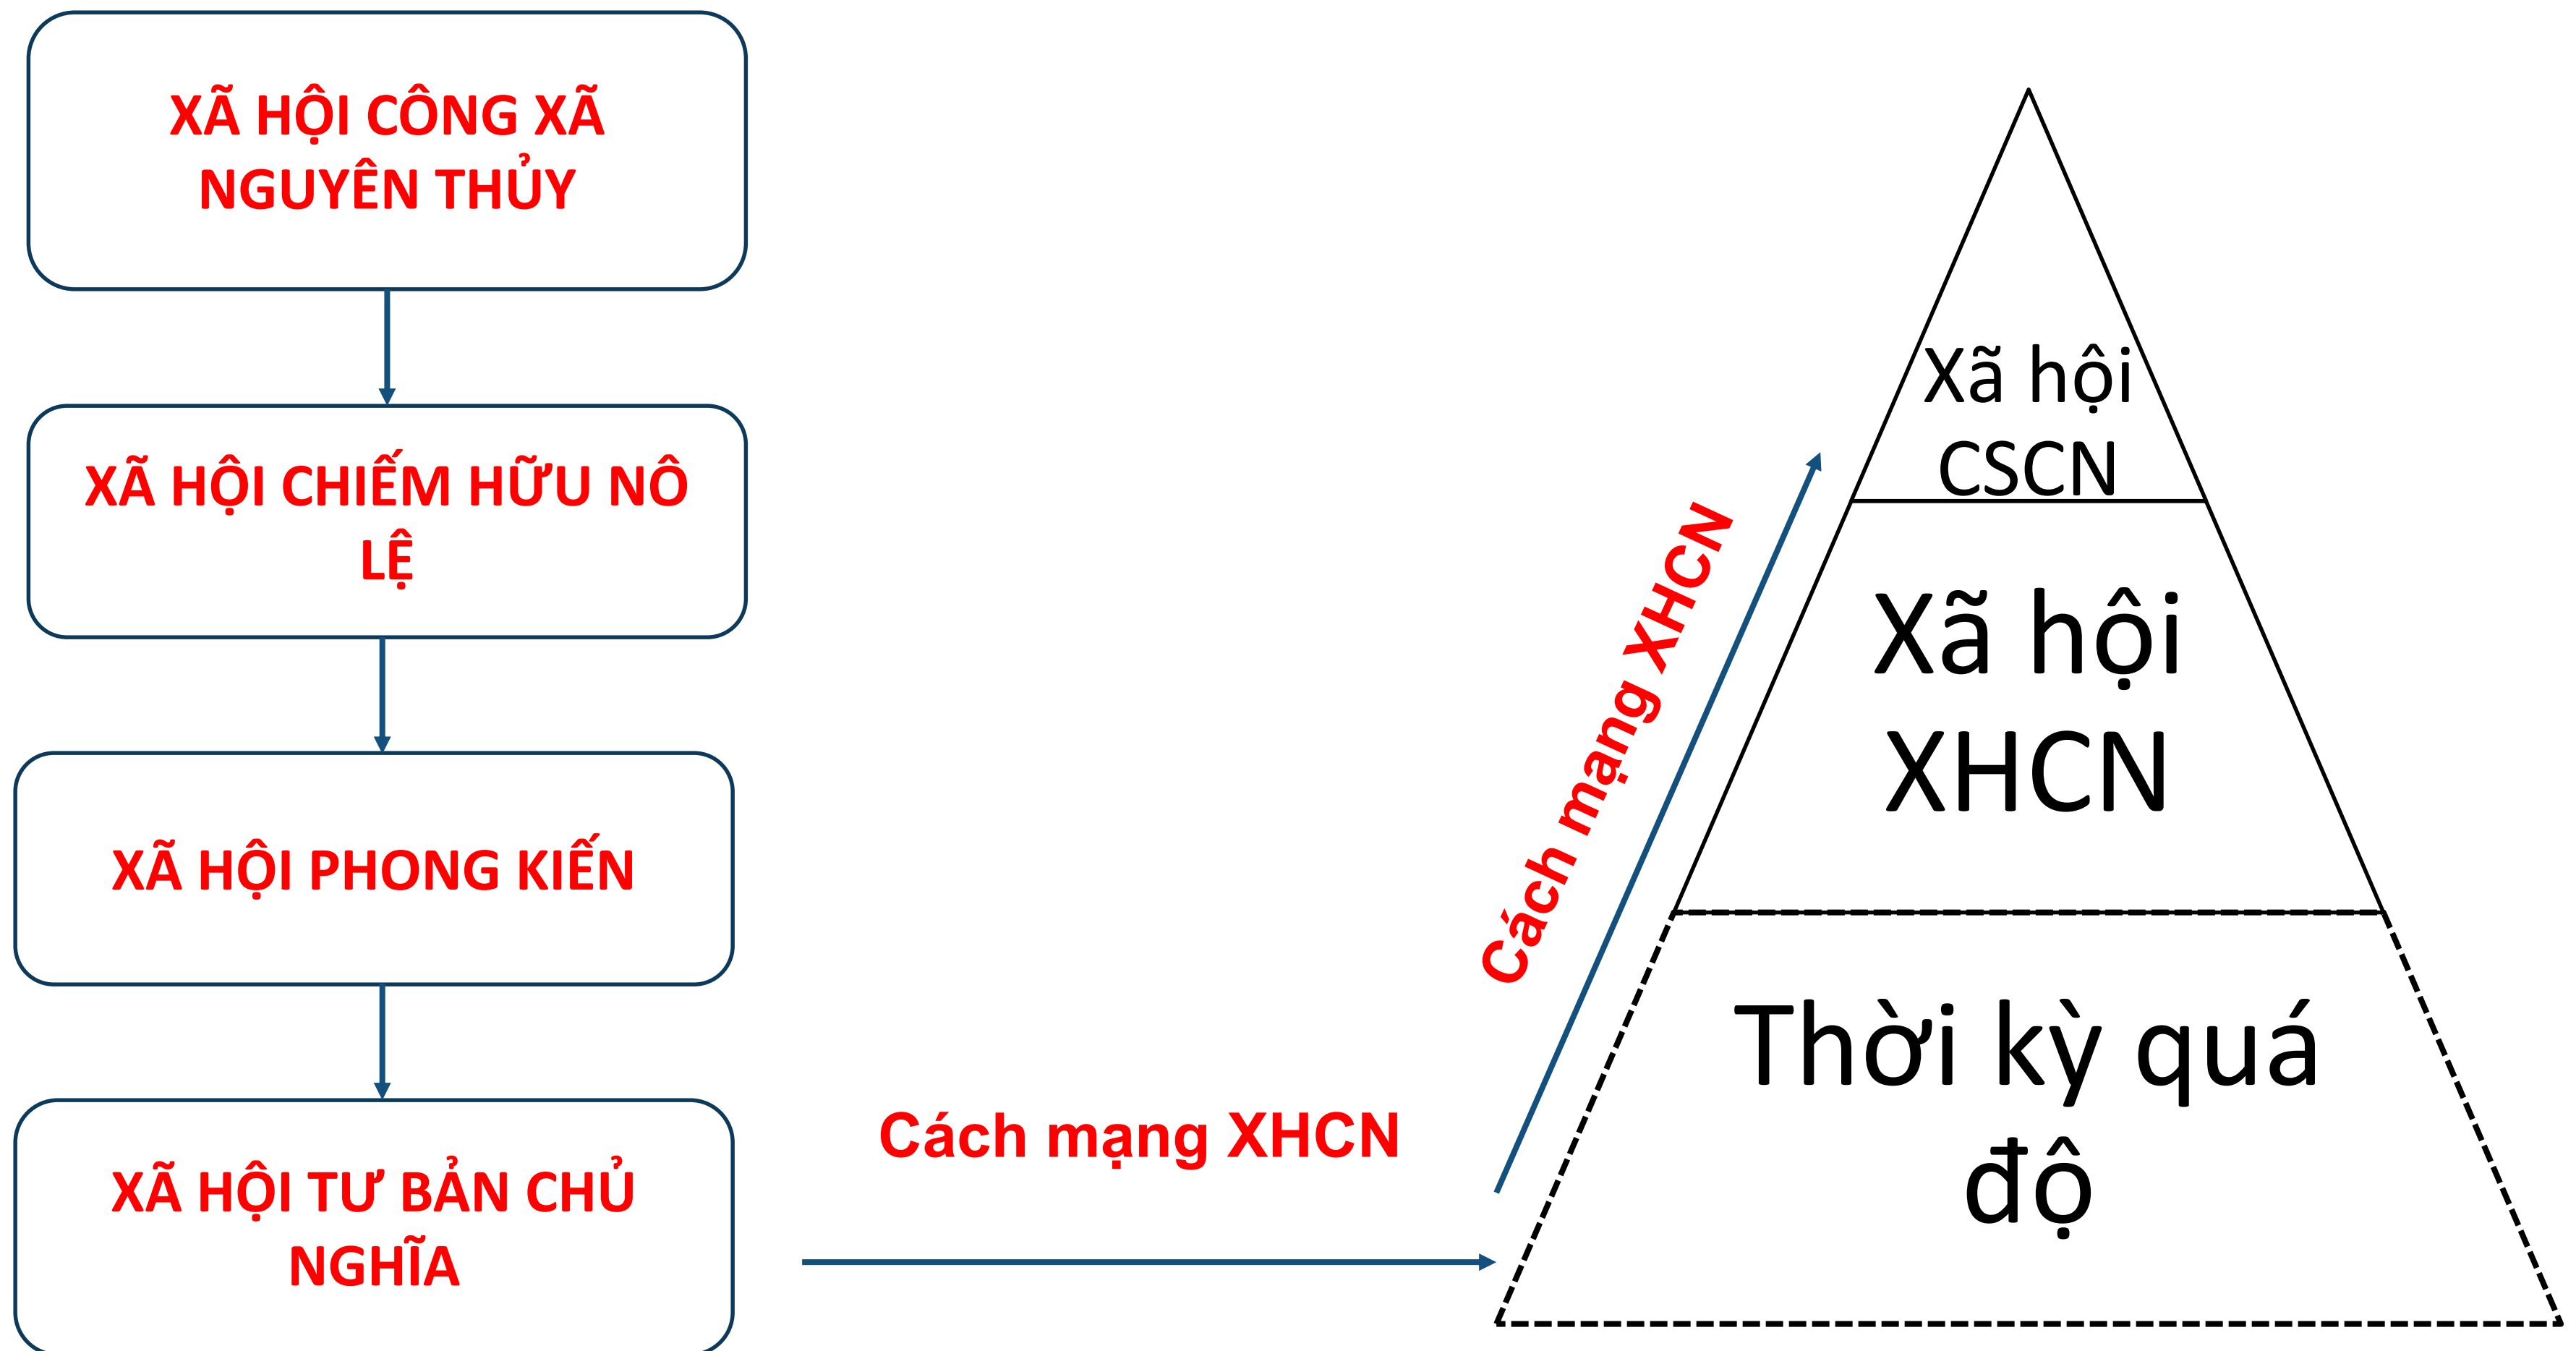 XÃ HỘI CÔNG XÃ
NGUYÊN THỦY
XÃ HỘI CHIẾM HỮU NÔ
LỆ
XÃ HỘI PHONG KIẾN
XÃ HỘI TƯ BẢN CHỦ
NGHĨA
Cách mạng XHCN
Cách mạng XHCN
Xã hội
CSCN
Xã hội
XHCN
Thời kỳ quá
độ